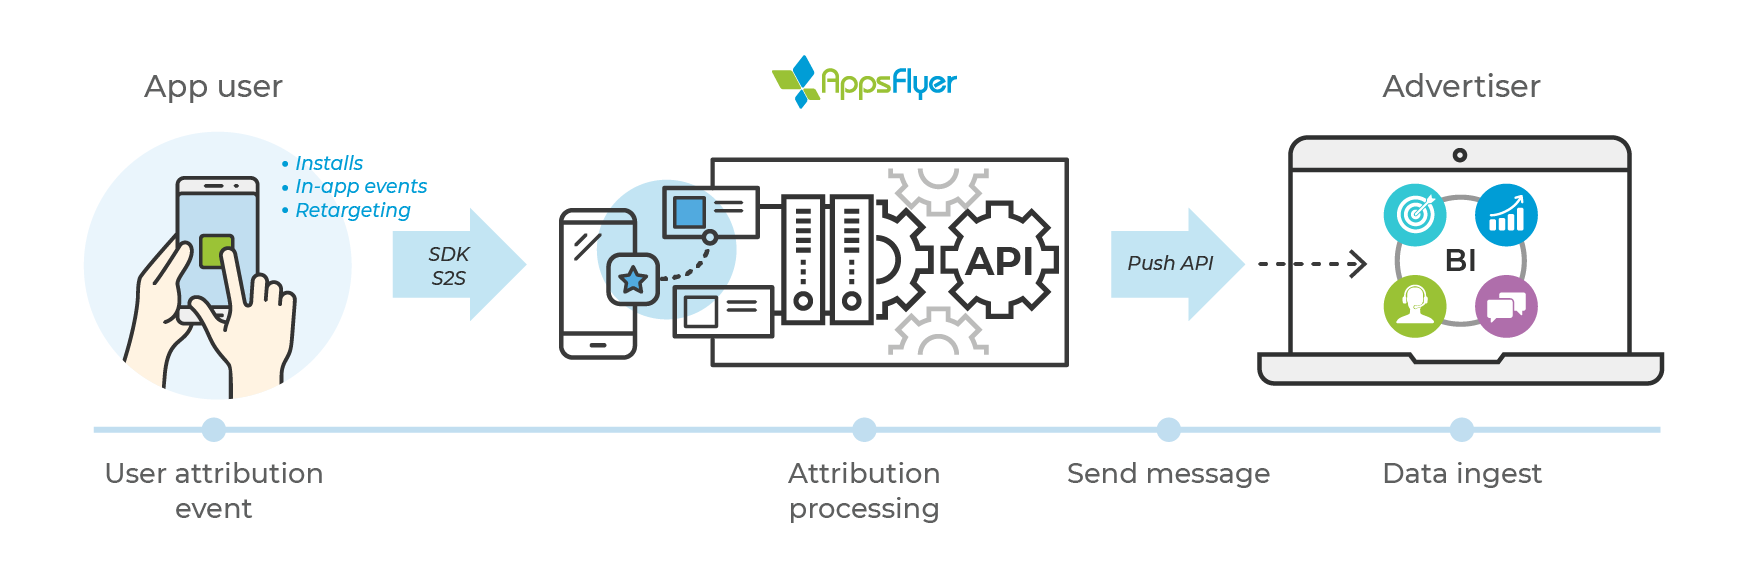 App user
AppsFlyer
Advertiser
• Installs
• In-app events
• Retargeting
SDK
S2S
API
Push API
BI
User attribution
event
Attribution
processing
Send message
Data ingest